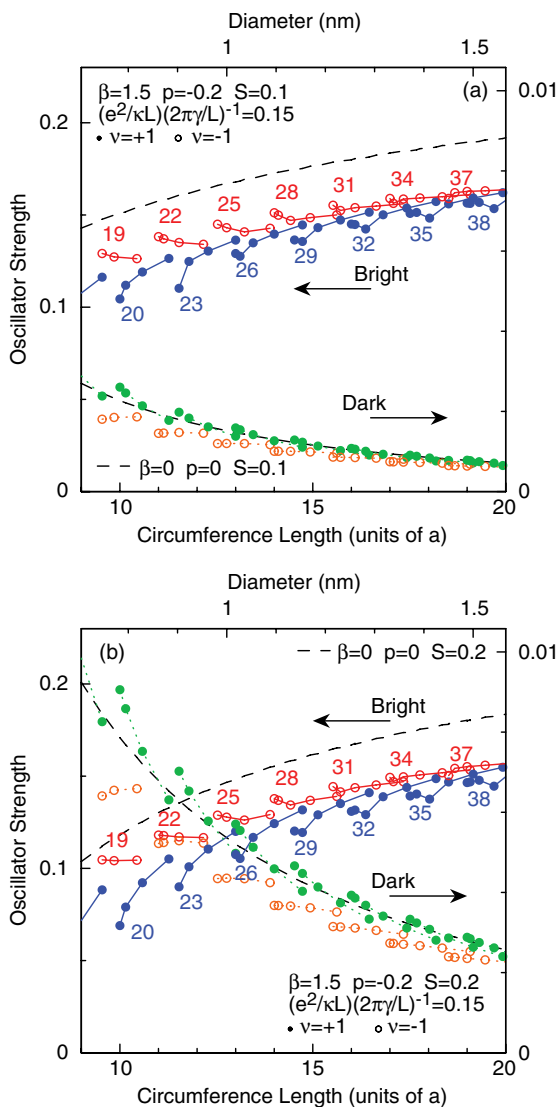 Diameter (nm)
1 1.5
β=1.5 p=-0.2 S=0.1
(e²/κL)(2πγ/L)⁻¹=0.15
ν=+1 ν=-1
(a)
0.01
0.2
0.1
0
0
Oscillator Strength
19
22
25
28
31
34
37
20
23
26
29
32
35
38
Bright
Dark
β=0 p=0 S=0.1
10 15 20
Circumference Length (units of a)
Diameter (nm)
1 1.5
(b)
β=0 p=0 S=0.2
0.01
0.2
0.1
0
0
Oscillator Strength
Bright
19
22
25
28
31
34
37
20
23
26
29
32
35
38
Dark
β=1.5 p=-0.2 S=0.2
(e²/κL)(2πγ/L)⁻¹=0.15
ν=+1 ν=-1
10 15 20
Circumference Length (units of a)